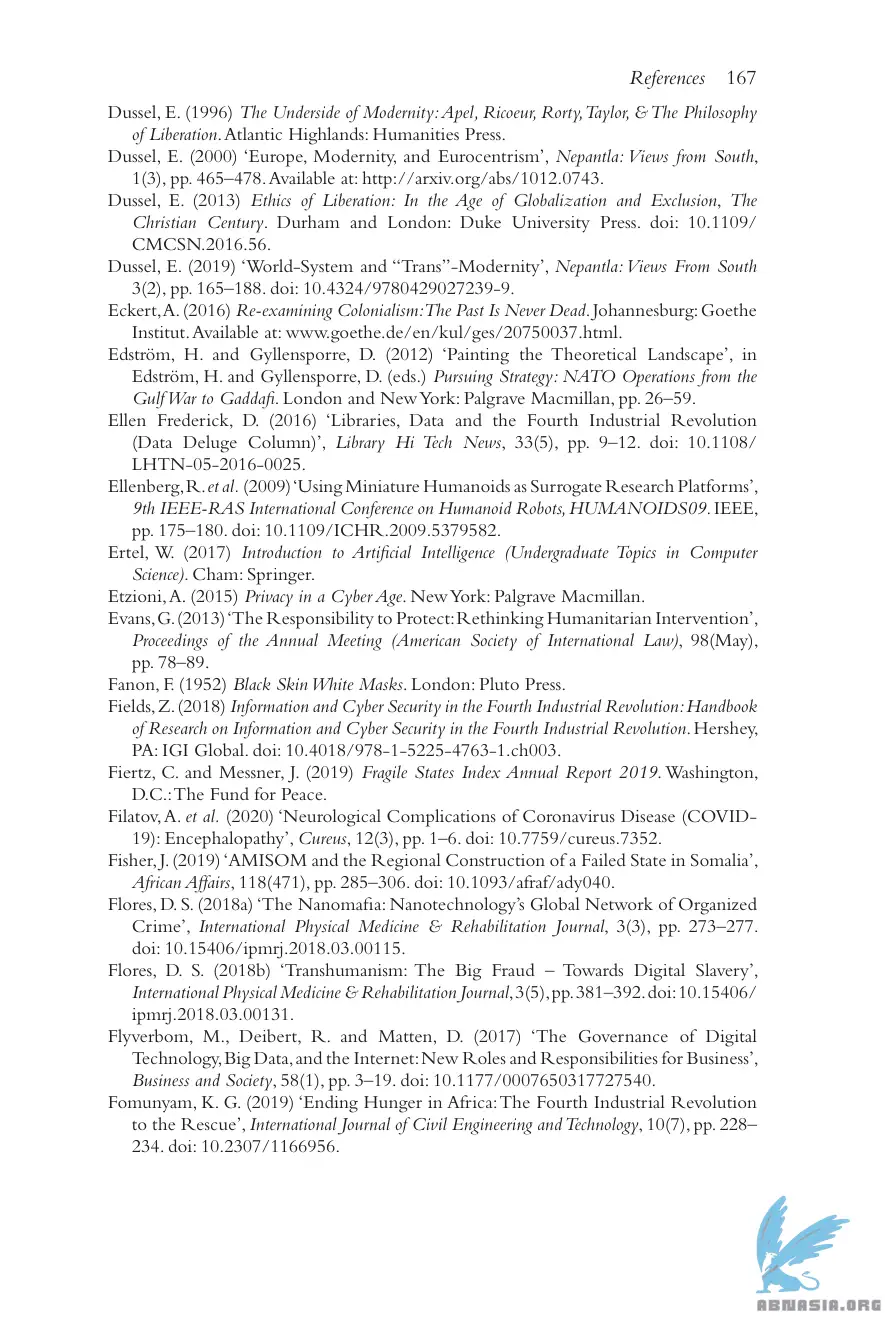 References 167
Dussel, E. (1996) The Underside of Modernity: Apel, Ricoeur, Rorty, Taylor, & The Philosophy
of Liberation. Atlantic Highlands: Humanities Press.
Dussel, E. (2000) ‘Europe, Modernity, and Eurocentrism’, Nepantla: Views from South,
1(3), pp. 465–478. Available at: http://arxiv.org/abs/1012.0743.
Dussel, E. (2013) Ethics of Liberation: In the Age of Globalization and Exclusion, The
Christian Century. Durham and London: Duke University Press. doi: 10.1109/
CMCSN.2016.56.
Dussel, E. (2019) ‘World-System and “Trans”-Modernity’, Nepantla: Views From South
3(2), pp. 165–188. doi: 10.4324/9780429027239-9.
Eckert, A. (2016) Re-examining Colonialism: The Past Is Never Dead. Johannesburg: Goethe
Institut. Available at: www.goethe.de/en/kul/ges/20750037.html.
Edström, H. and Gyllensporre, D. (2012) ‘Painting the Theoretical Landscape’, in
Edström, H. and Gyllensporre, D. (eds.) Pursuing Strategy: NATO Operations from the
Gulf War to Gaddafi. London and New York: Palgrave Macmillan, pp. 26–59.
Ellen Frederick, D. (2016) ‘Libraries, Data and the Fourth Industrial Revolution
(Data Deluge Column)’, Library Hi Tech News, 33(5), pp. 9–12. doi: 10.1108/
LHTN-05-2016-0025.
Ellenberg, R. et al. (2009) ‘Using Miniature Humanoids as Surrogate Research Platforms’,
9th IEEE-RAS International Conference on Humanoid Robots, HUMANOIDS09. IEEE,
pp. 175–180. doi: 10.1109/ICHR.2009.5379582.
Ertel, W. (2017) Introduction to Artificial Intelligence (Undergraduate Topics in Computer
Science). Cham: Springer.
Etzioni, A. (2015) Privacy in a Cyber Age. New York: Palgrave Macmillan.
Evans, G. (2013) ‘The Responsibility to Protect: Rethinking Humanitarian Intervention’,
Proceedings of the Annual Meeting (American Society of International Law), 98(May),
pp. 78–89.
Fanon, F. (1952) Black Skin White Masks. London: Pluto Press.
Fields, Z. (2018) Information and Cyber Security in the Fourth Industrial Revolution: Handbook
of Research on Information and Cyber Security in the Fourth Industrial Revolution. Hershey,
PA: IGI Global. doi: 10.4018/978-1-5225-4763-1.ch003.
Fiertz, C. and Messner, J. (2019) Fragile States Index Annual Report 2019. Washington,
D.C.: The Fund for Peace.
Filatov, A. et al. (2020) ‘Neurological Complications of Coronavirus Disease (COVID-
19): Encephalopathy’, Cureus, 12(3), pp. 1–6. doi: 10.7759/cureus.7352.
Fisher, J. (2019) ‘AMISOM and the Regional Construction of a Failed State in Somalia’,
African Affairs, 118(471), pp. 285–306. doi: 10.1093/afraf/ady040.
Flores, D. S. (2018a) ‘The Nanomafia: Nanotechnology’s Global Network of Organized
Crime’, International Physical Medicine & Rehabilitation Journal, 3(3), pp. 273–277.
doi: 10.15406/ipmrj.2018.03.00115.
Flores, D. S. (2018b) ‘Transhumanism: The Big Fraud – Towards Digital Slavery’,
International Physical Medicine & Rehabilitation Journal, 3(5), pp. 381–392. doi: 10.15406/
ipmrj.2018.03.00131.
Flyverbom, M., Deibert, R. and Matten, D. (2017) ‘The Governance of Digital
Technology, Big Data, and the Internet: New Roles and Responsibilities for Business’,
Business and Society, 58(1), pp. 3–19. doi: 10.1177/0007650317727540.
Fomunyam, K. G. (2019) ‘Ending Hunger in Africa: The Fourth Industrial Revolution
to the Rescue’, International Journal of Civil Engineering and Technology, 10(7), pp. 228–
234. doi: 10.2307/1166956.
ABNASIA.ORG